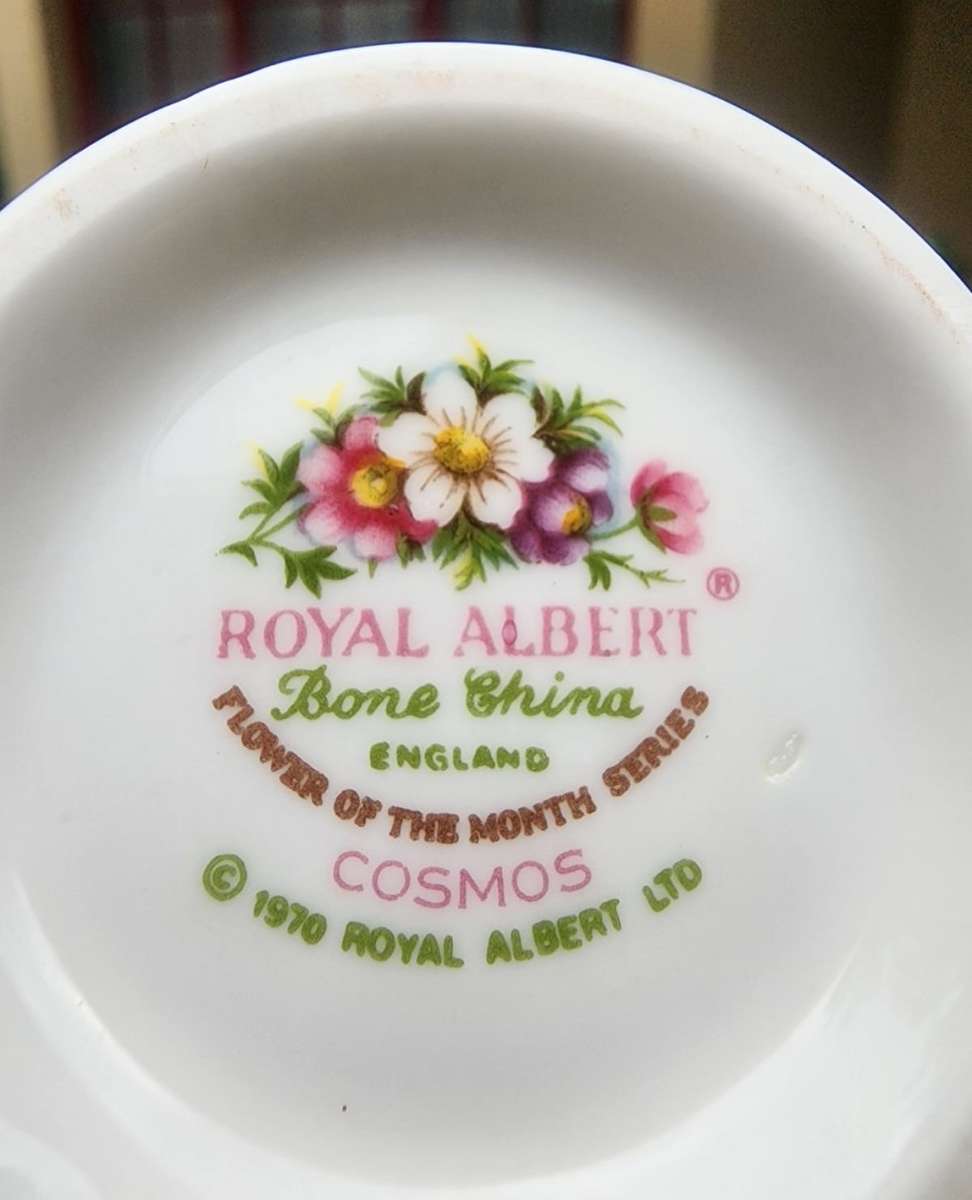 ROYAL ALBERT ®
Bone China
ENGLAND
FLOWER OF THE MONTH SERIES
COSMOS
© 1970 ROYAL ALBERT LTD